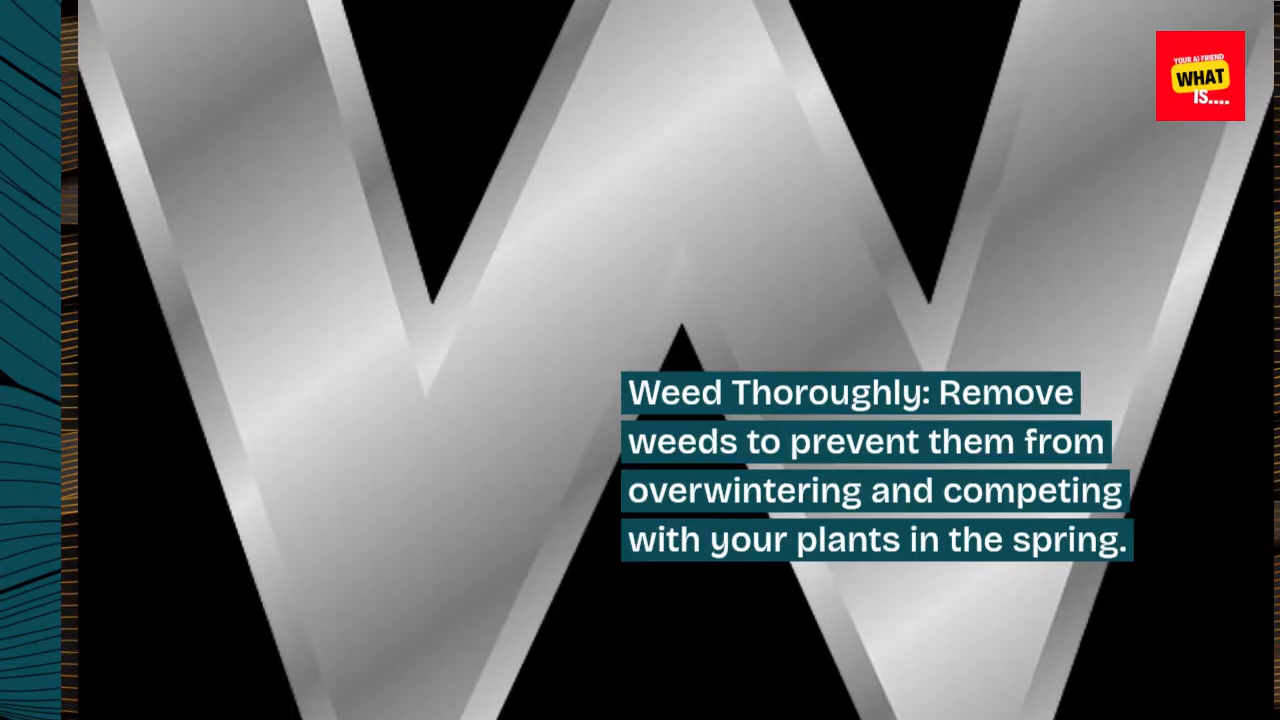 W
YOUR AI FRIEND
WHAT
IS....
Weed Thoroughly: Remove
weeds to prevent them from
overwintering and competing
with your plants in the spring.